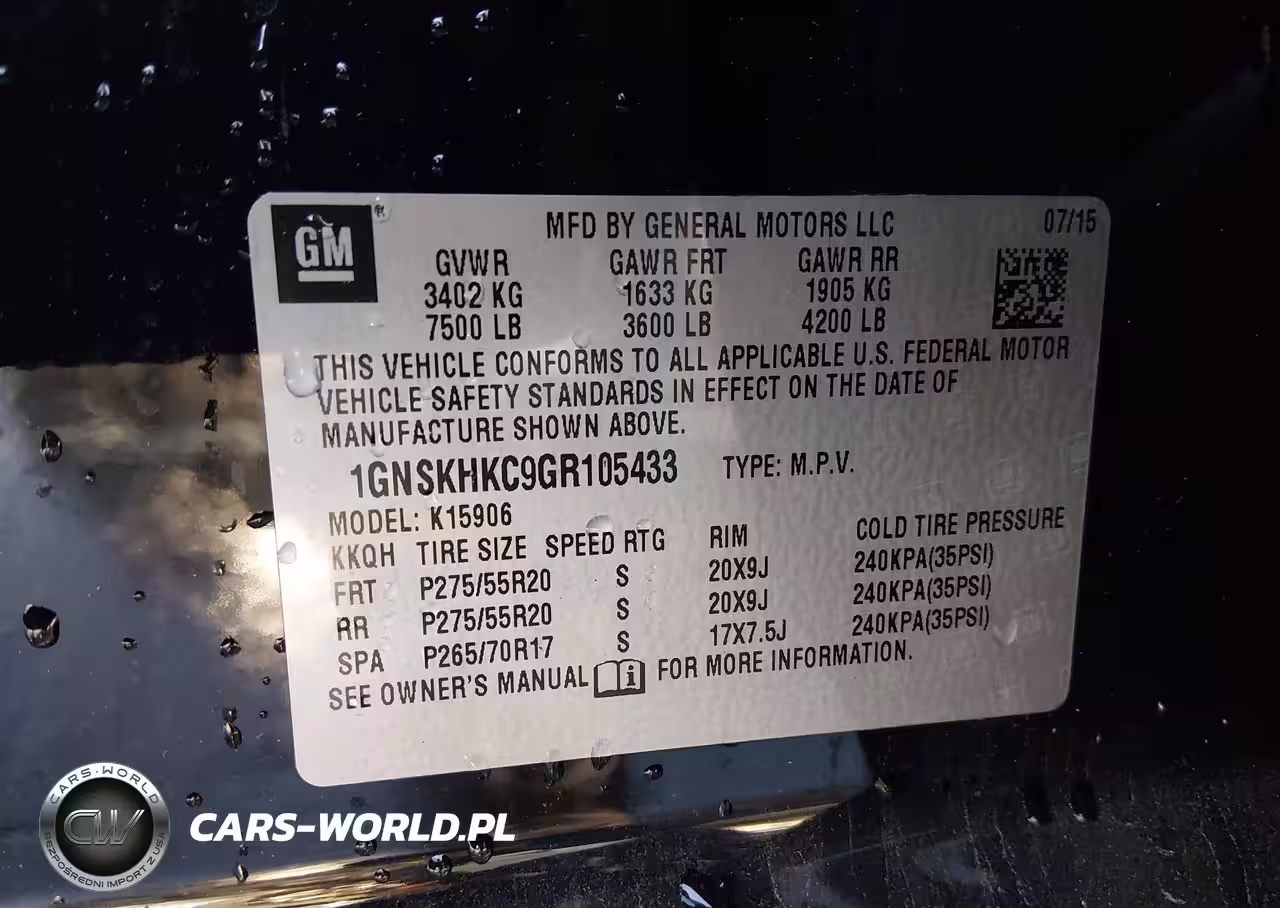 GM
MFD BY GENERAL MOTORS LLC 07/15
GVWR GAWR FRT GAWR RR
3402 KG 1633 KG 1905 KG
7500 LB 3600 LB 4200 LB
THIS VEHICLE CONFORMS TO ALL APPLICABLE U.S. FEDERAL MOTOR
VEHICLE SAFETY STANDARDS IN EFFECT ON THE DATE OF
MANUFACTURE SHOWN ABOVE.
1GNSKHKC9GR105433 TYPE: M.P.V.
MODEL: K15906
KKQH TIRE SIZE SPEED RTG RIM COLD TIRE PRESSURE
FRT P275/55R20 S 20X9J 240KPA(35PSI)
RR P275/55R20 S 20X9J 240KPA(35PSI)
SPA P265/70R17 S 17X7.5J 240KPA(35PSI)
SEE OWNER'S MANUAL i FOR MORE INFORMATION.
CARS-WORLD
CW
BEZPOŚREDNI IMPORT Z USA
CARS-WORLD.PL